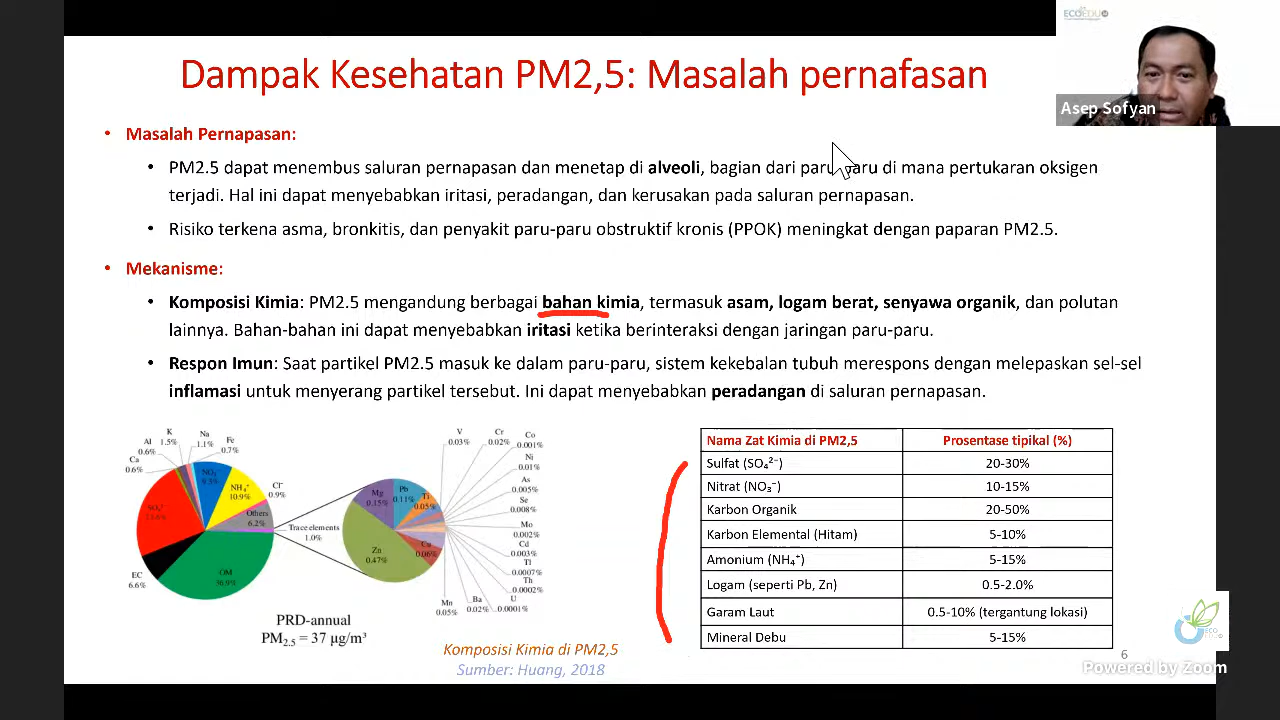 ECOEDU
Dampak Kesehatan PM2,5: Masalah pernafasan
Asep Sofyan
• Masalah Pernapasan:
• PM2.5 dapat menembus saluran pernapasan dan menetap di alveoli, bagian dari paru-paru di mana pertukaran oksigen
terjadi. Hal ini dapat menyebabkan iritasi, peradangan, dan kerusakan pada saluran pernapasan.
• Risiko terkena asma, bronkitis, dan penyakit paru-paru obstruktif kronis (PPOK) meningkat dengan paparan PM2.5.
• Mekanisme:
• Komposisi Kimia: PM2.5 mengandung berbagai bahan kimia, termasuk asam, logam berat, senyawa organik, dan polutan
lainnya. Bahan-bahan ini dapat menyebabkan iritasi ketika berinteraksi dengan jaringan paru-paru.
• Respon Imun: Saat partikel PM2.5 masuk ke dalam paru-paru, sistem kekebalan tubuh merespons dengan melepaskan sel-sel
inflamasi untuk menyerang partikel tersebut. Ini dapat menyebabkan peradangan di saluran pernapasan.
Ca
0.6%
Al
0.6%
K
1.5%
Na
1.1%
Fe
0.7%
NO₃⁻
NH₄⁺
10.9%
Cl⁻
0.9%
Others
6.2%
Trace elements
1.0%
OM
36.9%
EC
6.6%
Mg
0.15%
Pb
0.11%
Ti
0.05%
V
0.03%
Cr
0.02%
Co
0.001%
Ni
0.01%
As
0.005%
Se
0.008%
Mo
0.002%
Cd
0.003%
Tl
0.0007%
Th
0.0002%
U
0.0001%
Ba
0.02%
Mn
0.05%
Cu
0.06%
Zn
0.47%
PRD-annual
PM₂.₅ = 37 μg/m³
Komposisi Kimia di PM2,5
Sumber: Huang, 2018
Nama Zat Kimia di PM2,5 Prosentase tipikal (%)
Sulfat (SO₄²⁻) 20-30%
Nitrat (NO₃⁻) 10-15%
Karbon Organik 20-50%
Karbon Elemental (Hitam) 5-10%
Amonium (NH₄⁺) 5-15%
Logam (seperti Pb, Zn) 0.5-2.0%
Garam Laut 0.5-10% (tergantung lokasi)
Mineral Debu 5-15%
6
Powered by Zoom